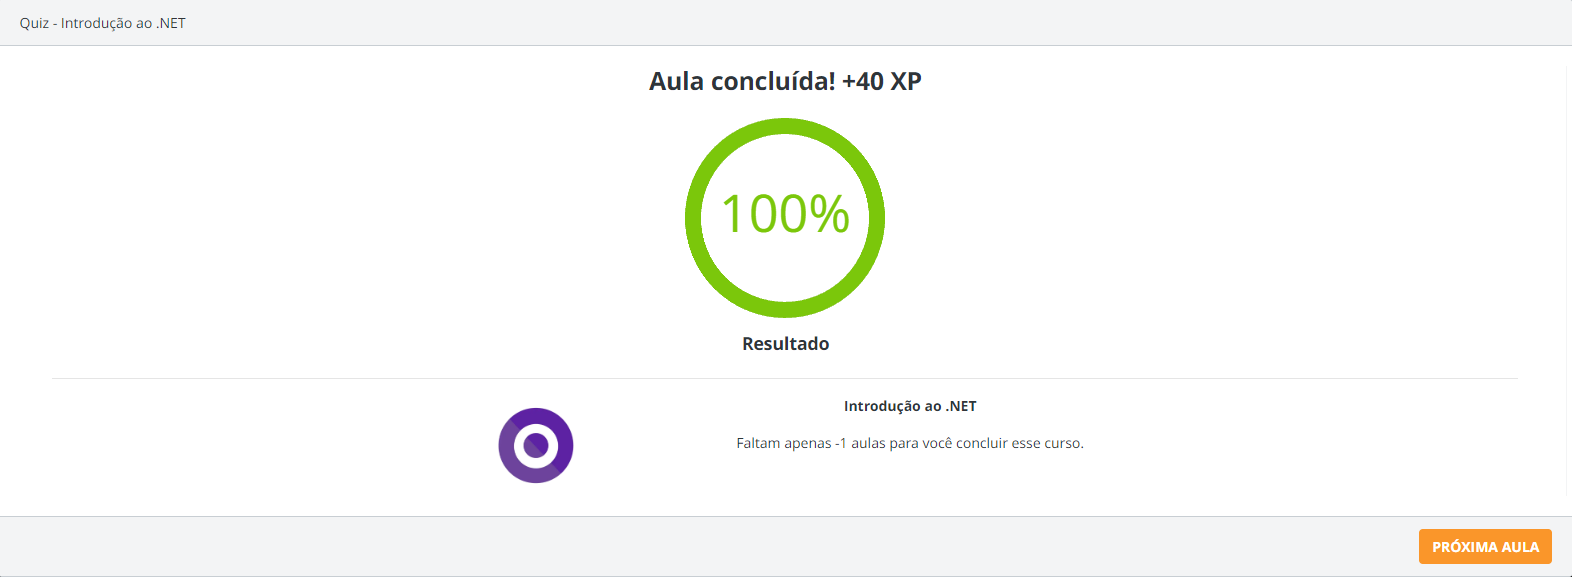 Quiz - Introdução ao .NET
Aula concluída! +40 XP
100%
Resultado
Introdução ao .NET
Faltam apenas -1 aulas para você concluir esse curso.
PRÓXIMA AULA